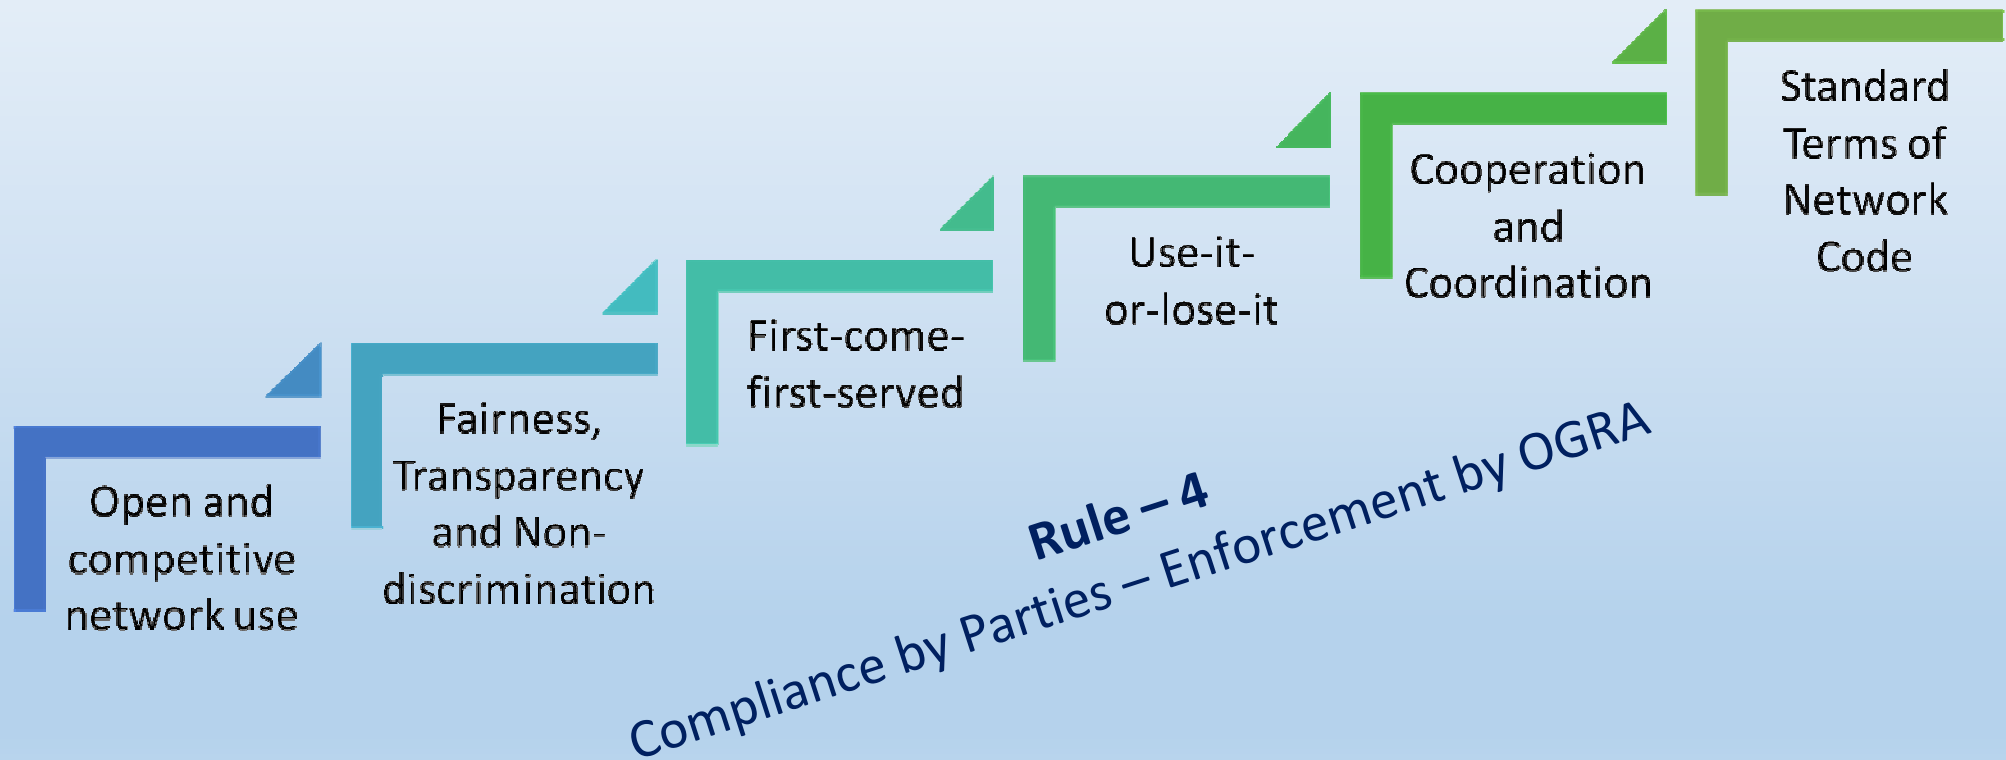 Open and
competitive
network use
Fairness,
Transparency
and Non-
discrimination
First-come-
first-served
Use-it-
or-lose-it
Cooperation
and
Coordination
Standard
Terms of
Network
Code
Rule – 4
Compliance by Parties – Enforcement by OGRA